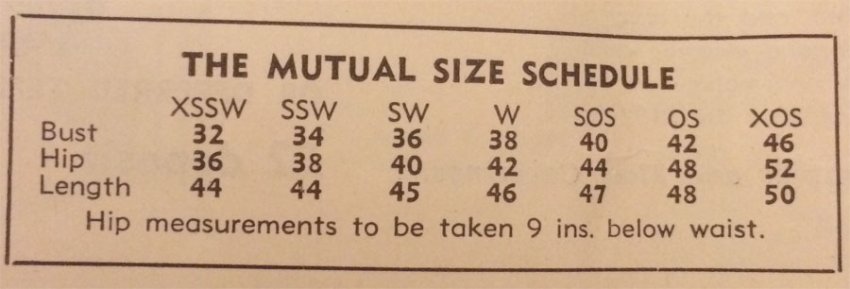 THE MUTUAL SIZE SCHEDULE
XSSW SSW SW W SOS OS XOS
Bust 32 34 36 38 40 42 46
Hip 36 38 40 42 44 48 52
Length 44 44 45 46 47 48 50
Hip measurements to be taken 9 ins. below waist.